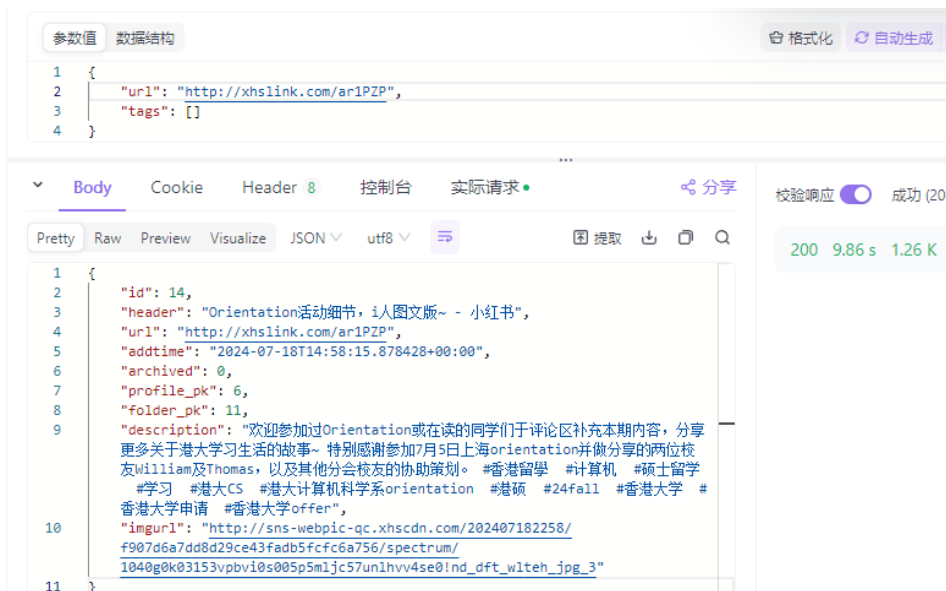 参数值 数据结构 格式化 自动生成
1 {
2 "url": "http://xhslink.com/ar1PZP",
3 "tags": []
4 }
Body Cookie Header 8 控制台 实际请求 分享 校验响应 成功 (20
Pretty Raw Preview Visualize JSON utf8 提取
200 9.86 s 1.26 K
1 {
2 "id": 14,
3 "header": "Orientation活动细节，i人图文版~ - 小红书",
4 "url": "http://xhslink.com/ar1PZP",
5 "addtime": "2024-07-18T14:58:15.878428+00:00",
6 "archived": 0,
7 "profile_pk": 6,
8 "folder_pk": 11,
9 "description": "欢迎参加过Orientation或在读的同学们于评论区补充本期内容，分享
更多关于港大学习生活的故事~ 特别感谢参加7月5日上海orientation并做分享的两位校
友William及Thomas，以及其他分会校友的协助策划。 #香港留學 #计算机 #硕士留学
#学习 #港大CS #港大计算机科学系orientation #港硕 #24fall #香港大学 #
香港大学申请 #香港大学offer",
10 "imgurl": "http://sns-webpic-qc.xhscdn.com/202407182258/
f907d6a7dd8d29ce43fadb5fcfc6a756/spectrum/
1040g0k03153vpbvi0s005p5mljc57unlhvv4se0!nd_dft_wlteh_jpg_3"
11 }